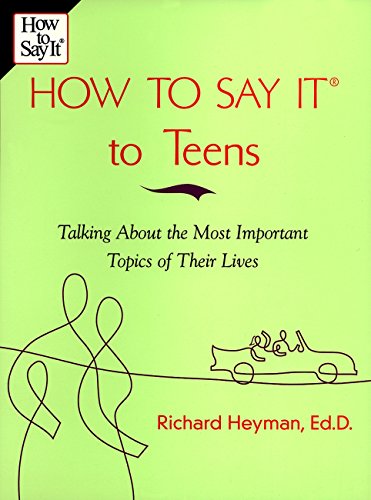 How
to
Say It®
HOW TO SAY IT®
to Teens
Talking About the Most Important
Topics of Their Lives
Richard Heyman, Ed.D.